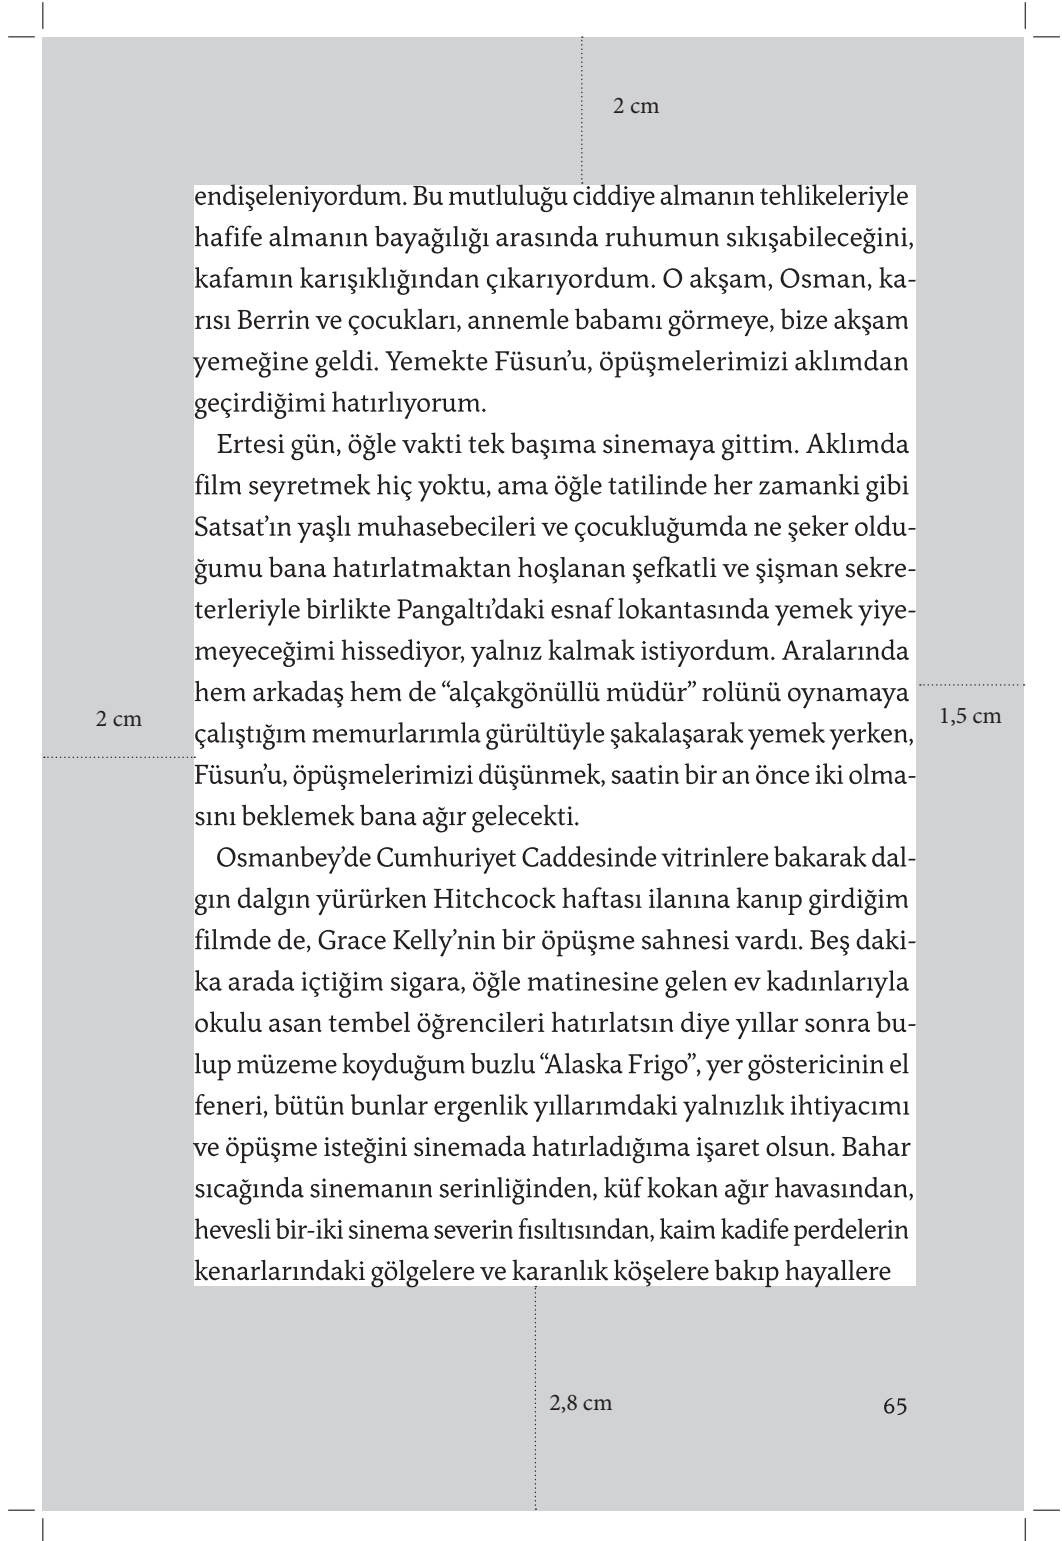 2 cm
endişeleniyordum. Bu mutluluğu ciddiye almanın tehlikeleriyle
hafife almanın bayağılığı arasında ruhumun sıkışabileceğini,
kafamın karışıklığından çıkarıyordum. O akşam, Osman, ka-
rısı Berrin ve çocukları, annemle babamı görmeye, bize akşam
yemeğine geldi. Yemekte Füsun’u, öpüşmelerimizi aklımdan
geçirdiğimi hatırlıyorum.
Ertesi gün, öğle vakti tek başıma sinemaya gittim. Aklımda
film seyretmek hiç yoktu, ama öğle tatilinde her zamanki gibi
Satsat’ın yaşlı muhasebecileri ve çocukluğumda ne şeker oldu-
ğumu bana hatırlatmaktan hoşlanan şefkatli ve şişman sekre-
terleriyle birlikte Pangaltı’daki esnaf lokantasında yemek yiye-
meyeceğimi hissediyor, yalnız kalmak istiyordum. Aralarında
hem arkadaş hem de “alçakgönüllü müdür” rolünü oynamaya
çalıştığım memurlarımla gürültüyle şakalaşarak yemek yerken,
Füsun’u, öpüşmelerimizi düşünmek, saatin bir an önce iki olma-
sını beklemek bana ağır gelecekti.
Osmanbey’de Cumhuriyet Caddesinde vitrinlere bakarak dal-
gın dalgın yürürken Hitchcock haftası ilanına kanıp girdiğim
filmde de, Grace Kelly’nin bir öpüşme sahnesi vardı. Beş daki-
ka arada içtiğim sigara, öğle matinesine gelen ev kadınlarıyla
okulu asan tembel öğrencileri hatırlatsın diye yıllar sonra bu-
lup müzeme koyduğum buzlu “Alaska Frigo”, yer göstericinin el
feneri, bütün bunlar ergenlik yıllarımdaki yalnızlık ihtiyacımı
ve öpüşme isteğini sinemada hatırladığıma işaret olsun. Bahar
sıcağında sinemanın serinliğinden, küf kokan ağır havasından,
hevesli bir-iki sinema severin fısıltısından, kaim kadife perdelerin
kenarlarındaki gölgelere ve karanlık köşelere bakıp hayallere
2 cm
1,5 cm
2,8 cm
65